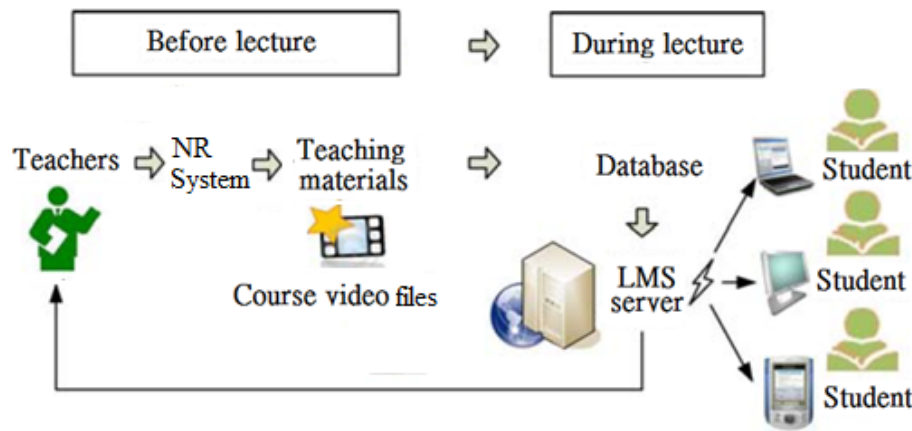 Before lecture
During lecture
Teachers
NR
System
Teaching
materials
Course video files
Database
LMS
server
Student
Student
Student